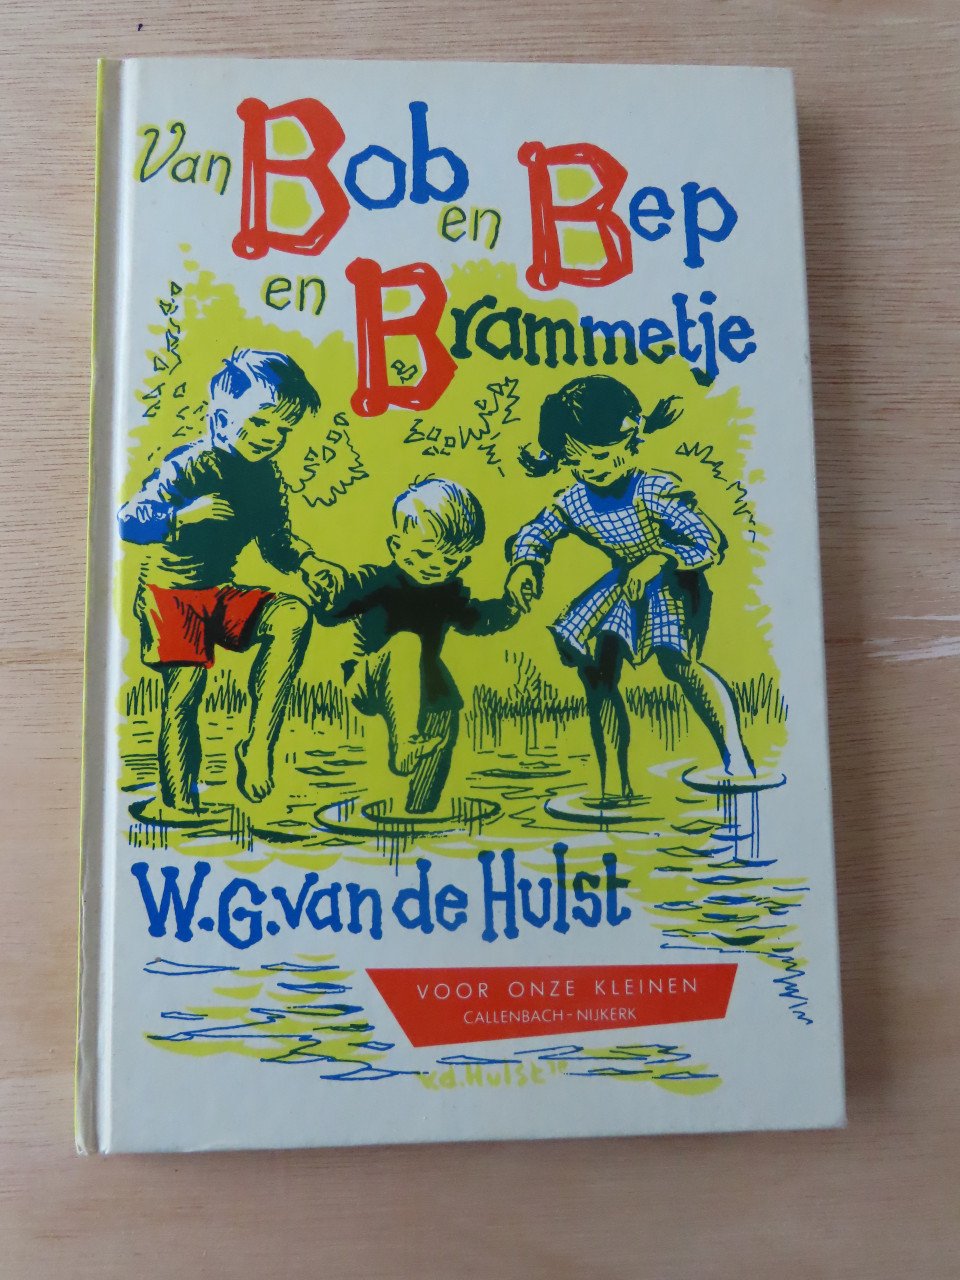 Van Bob en Bep
en Brammetje
W.G. van de Hulst
VOOR ONZE KLEINEN
CALLENBACH-NIJKERK
v.d. Hulst jr